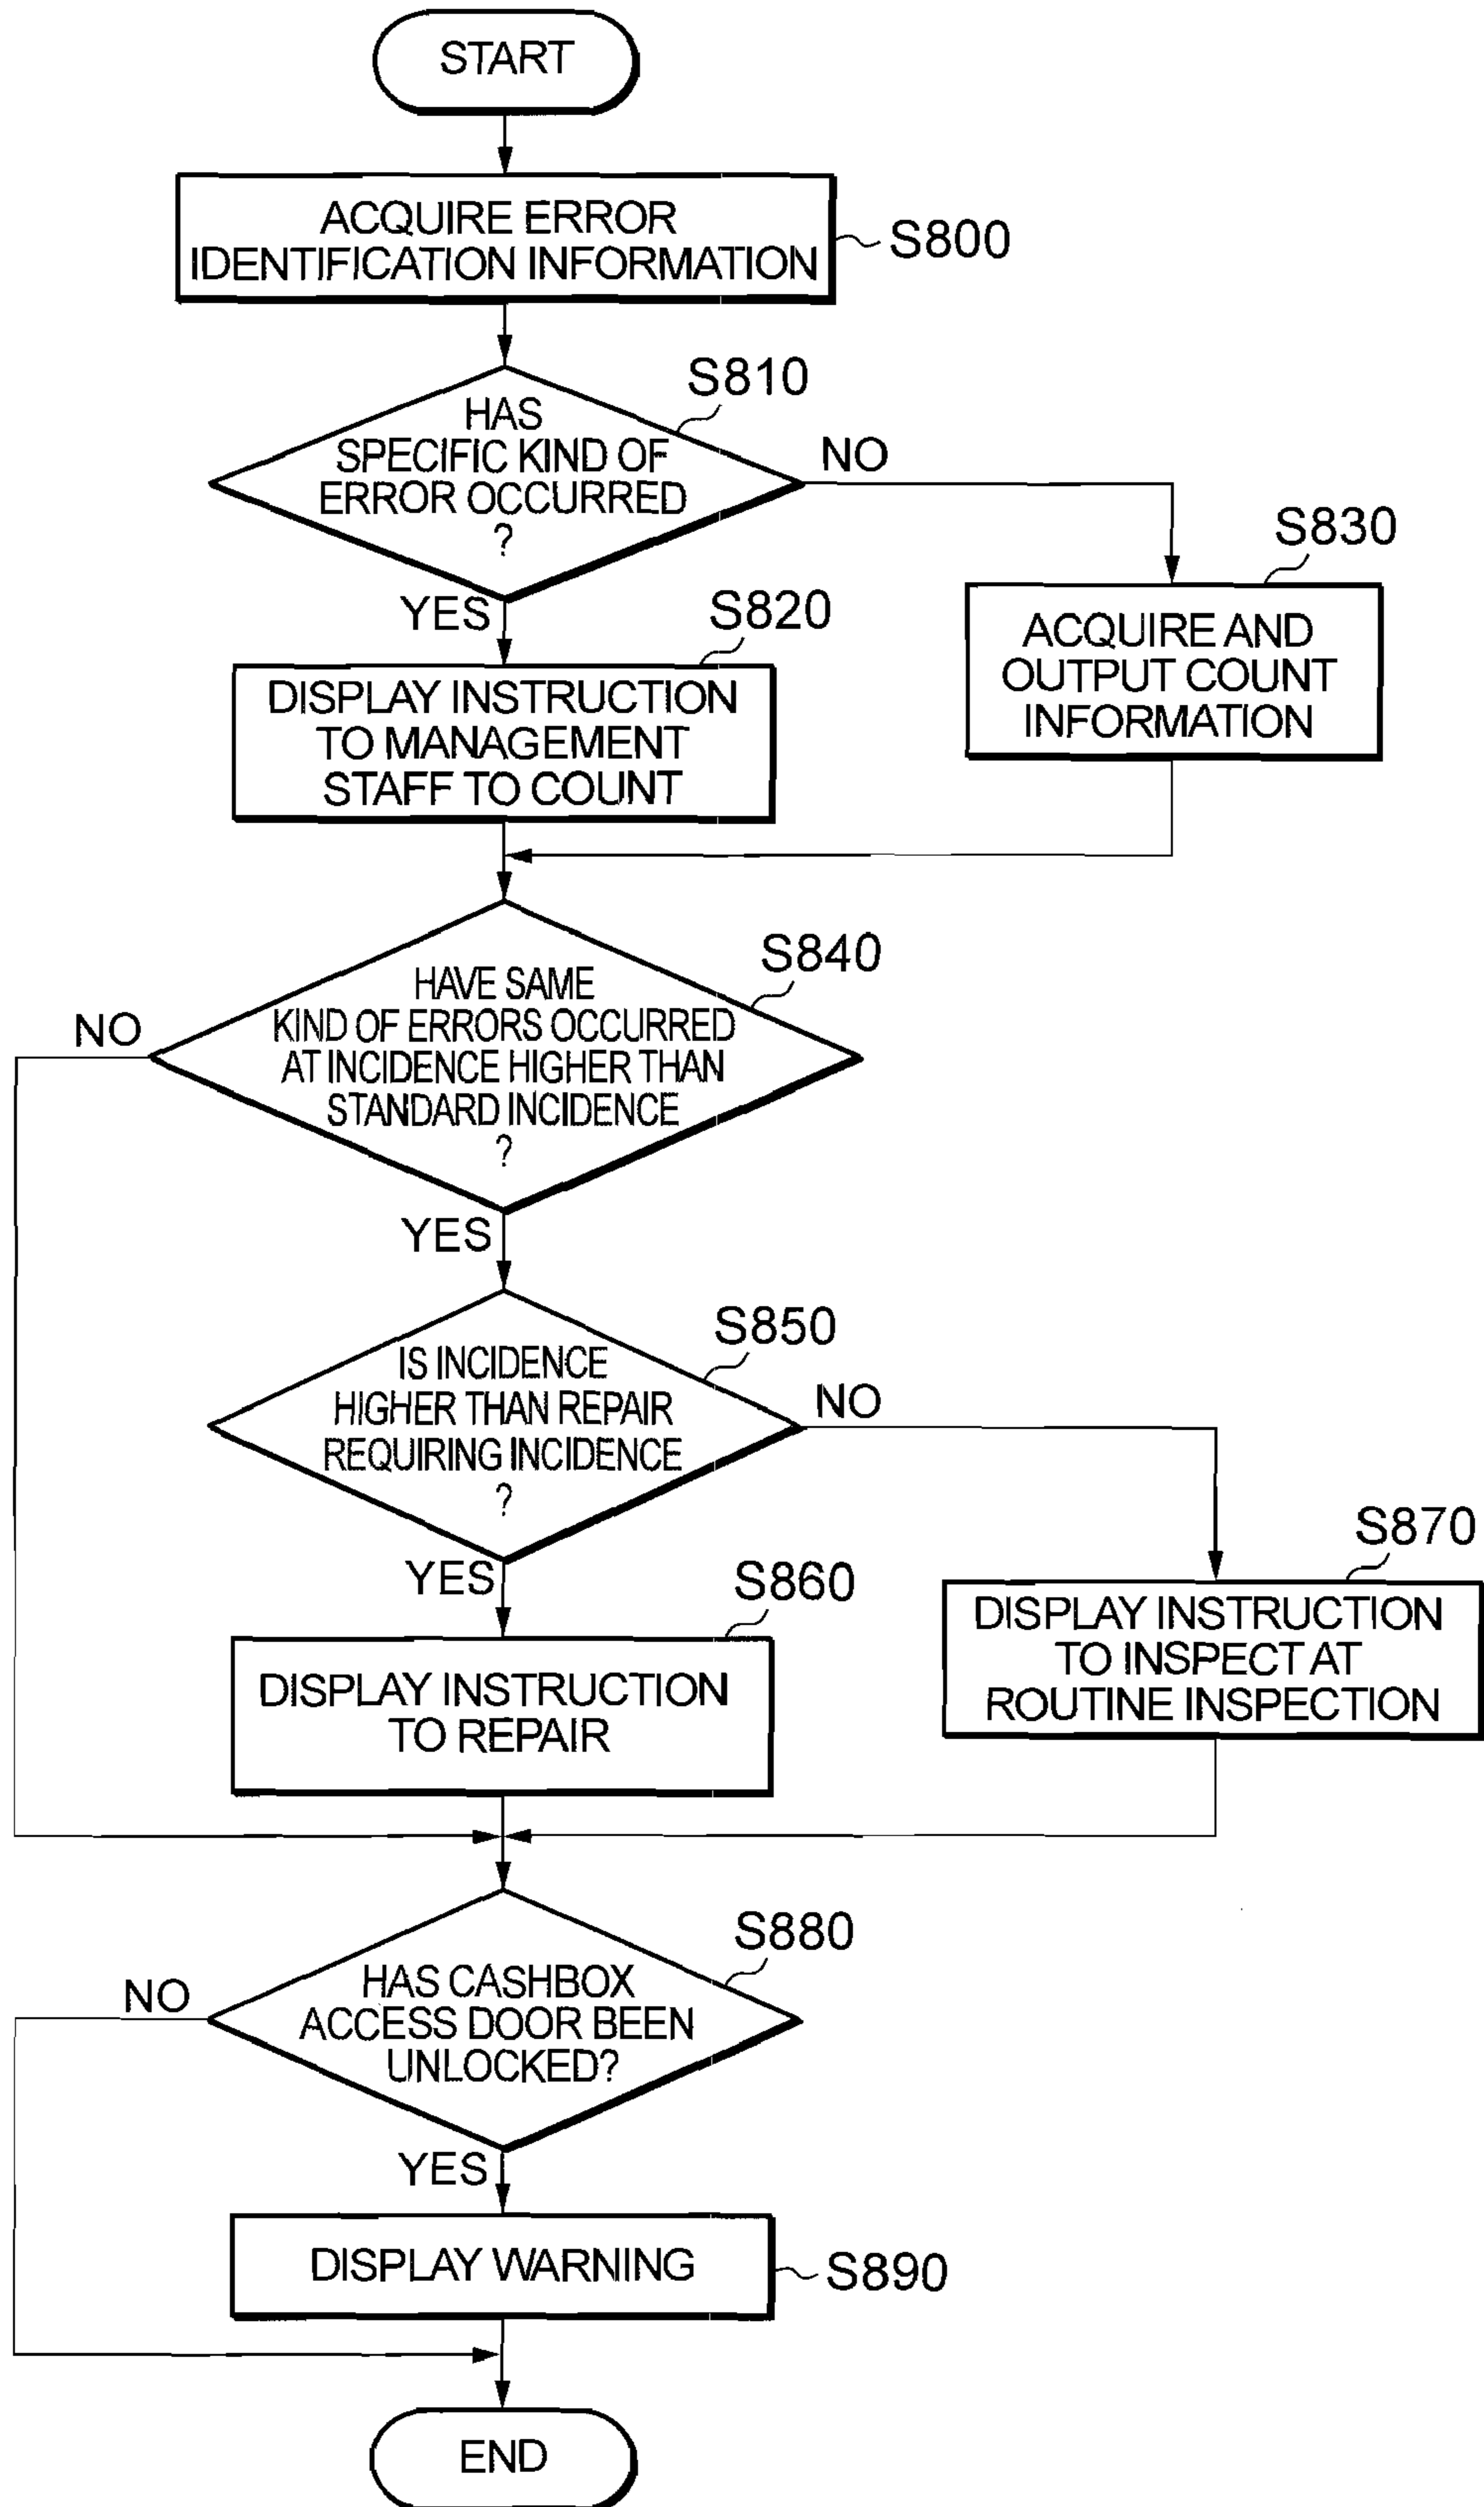 START
ACQUIRE ERROR
IDENTIFICATION INFORMATION
S800
S810
HAS
SPECIFIC KIND OF
ERROR OCCURRED
?
NO
YES
S830
ACQUIRE AND
OUTPUT COUNT
INFORMATION
S820
DISPLAY INSTRUCTION
TO MANAGEMENT
STAFF TO COUNT
S840
HAVE SAME
KIND OF ERRORS OCCURRED
AT INCIDENCE HIGHER THAN
STANDARD INCIDENCE
?
NO
YES
S850
IS INCIDENCE
HIGHER THAN REPAIR
REQUIRING INCIDENCE
?
NO
YES
S860
DISPLAY INSTRUCTION
TO REPAIR
S870
DISPLAY INSTRUCTION
TO INSPECT AT
ROUTINE INSPECTION
S880
HAS CASHBOX
ACCESS DOOR BEEN
UNLOCKED?
NO
YES
DISPLAY WARNING
S890
END